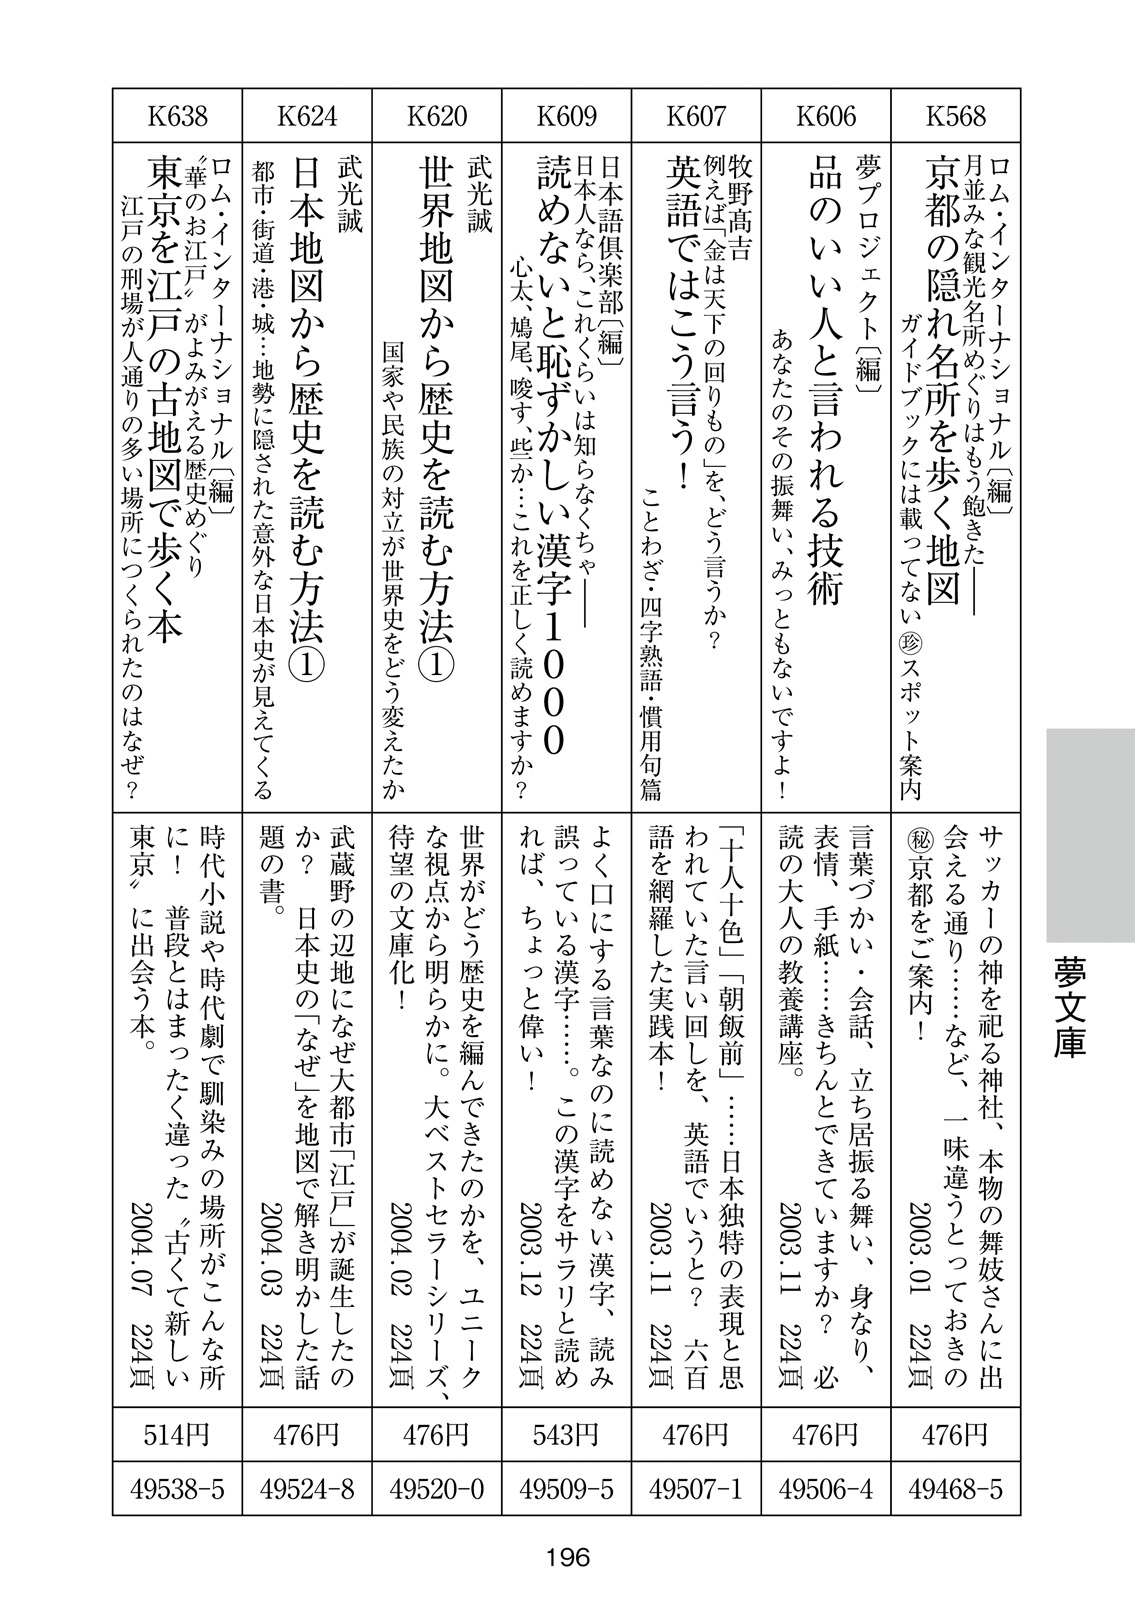 K568
ロム・インターナショナル〔編〕
月並みな観光名所めぐりはもう飽きた――
京都の隠れ名所を歩く地図
ガイドブックには載ってない㊙スポット案内
サッカーの神を祀る神社、本物の舞妓さんに出
会える通り……など、一味違うとっておきの
㊙京都をご案内！
2003.01　224頁
476円
49468-5
K606
夢プロジェクト〔編〕
品のいい人と言われる技術
あなたのその振舞い、みっともないですよ！
言葉づかい・会話、立ち居振る舞い、身なり、
表情、手紙……きちんとできていますか？　必
読の大人の教養講座。
2003.11　224頁
476円
49506-4
K607
牧野髙吉
例えば「金は天下の回りもの」を、どう言うか？
英語ではこう言う！
ことわざ・四字熟語・慣用句篇
「十人十色」「朝飯前」……日本独特の表現と思
われていた言い回しを、英語でいうと？　六百
語を網羅した実践本！
2003.11　224頁
476円
49507-1
K609
日本語倶楽部〔編〕
日本人なら、これくらいは知らなくちゃ――
読めないと恥ずかしい漢字1000
心太、鳩尾、唆す、些か…これを正しく読めますか？
よく口にする言葉なのに読めない漢字、読み
誤っている漢字……。この漢字をサラリと読め
れば、ちょっと偉い！
2003.12　224頁
543円
49509-5
K620
武光誠
世界地図から歴史を読む方法①
国家や民族の対立が世界史をどう変えたか
世界がどう歴史を編んできたのかを、ユニーク
な視点から明らかに。大ベストセラーシリーズ、
待望の文庫化！
2004.02　224頁
476円
49520-0
K624
武光誠
日本地図から歴史を読む方法①
都市・街道・港・城…地勢に隠された意外な日本史が見えてくる
武蔵野の辺地になぜ大都市「江戸」が誕生したの
か？　日本史の「なぜ」を地図で解き明かした話
題の書。
2004.03　224頁
476円
49524-8
K638
ロム・インターナショナル〔編〕
〝華のお江戸〟がよみがえる歴史めぐり
東京を江戸の古地図で歩く本
江戸の刑場が人通りの多い場所につくられたのはなぜ？
時代小説や時代劇で馴染みの場所がこんな所
に！　普段とはまったく違った〝古くて新しい
東京〟に出会う本。
2004.07　224頁
514円
49538-5
夢文庫
196